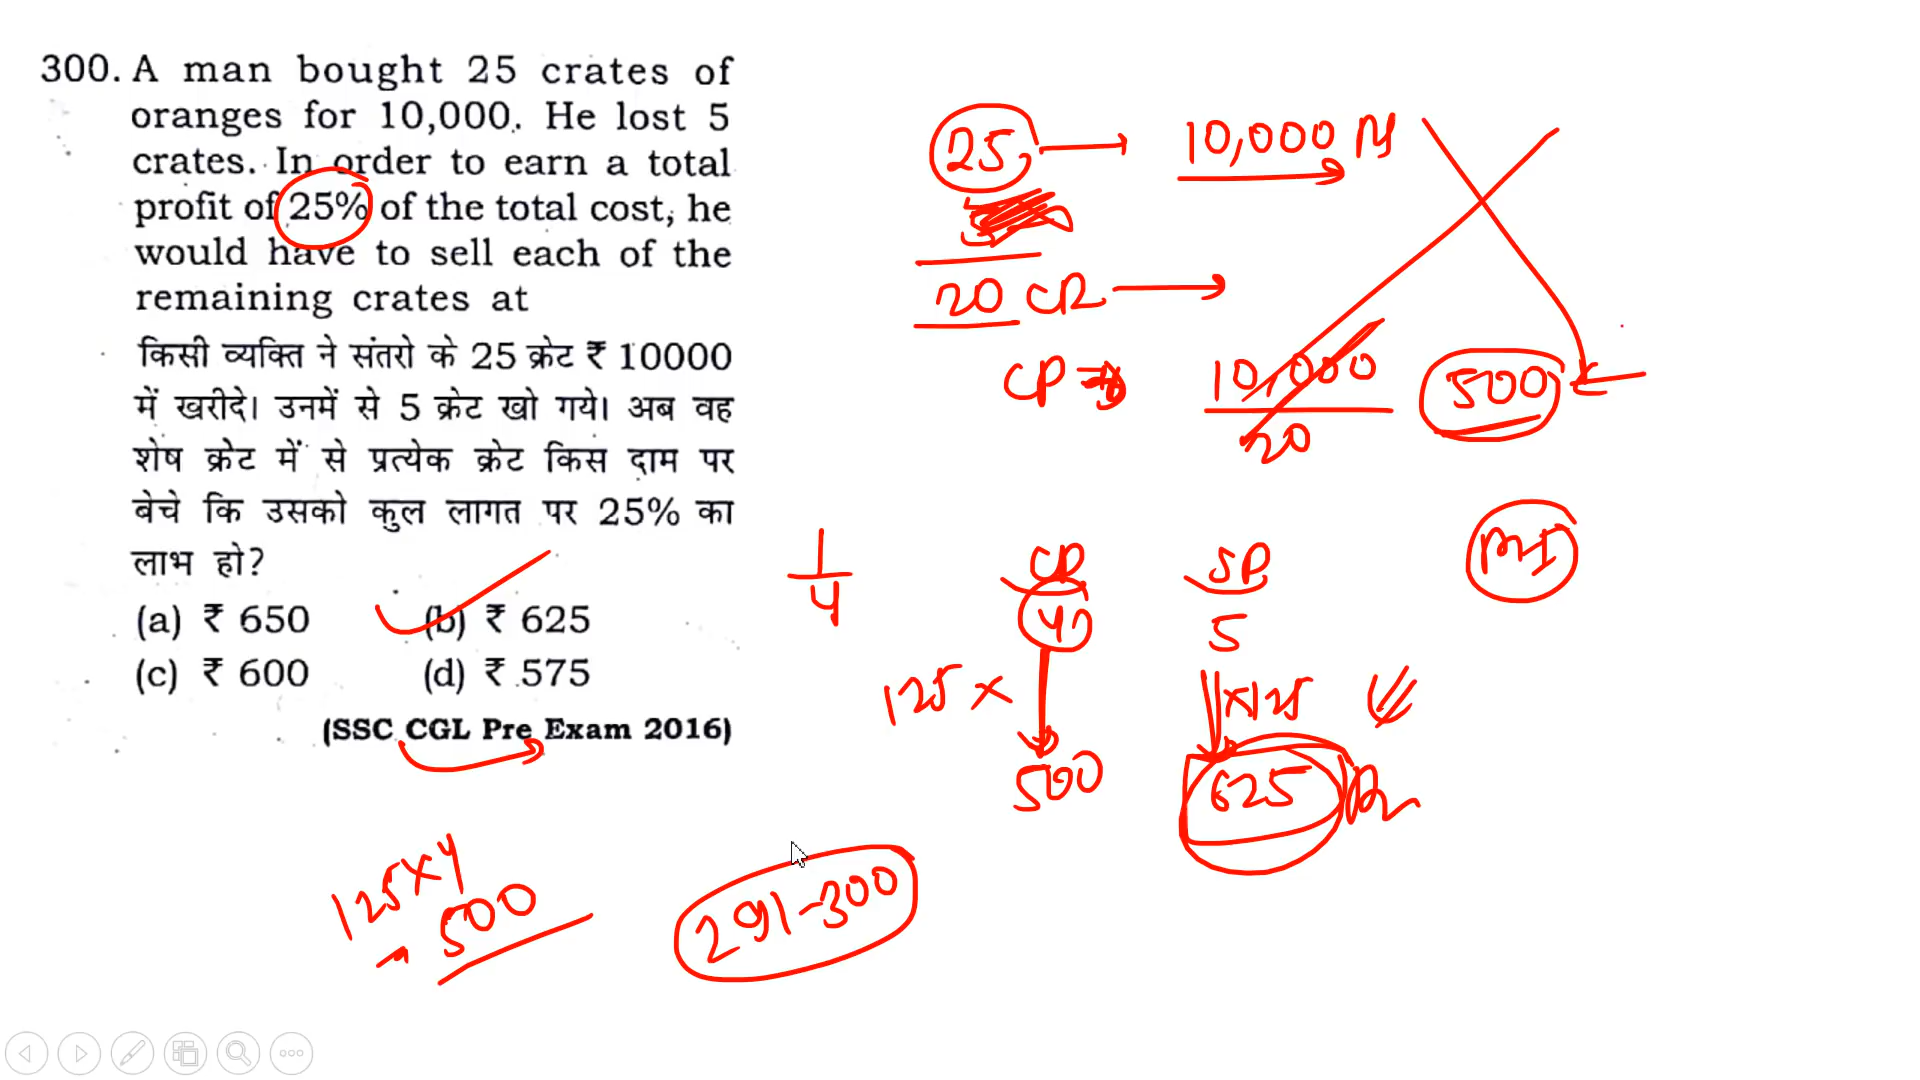 300. A man bought 25 crates of
oranges for 10,000. He lost 5
crates. In order to earn a total
profit of 25% of the total cost, he
would have to sell each of the
remaining crates at
किसी व्यक्ति ने संतरो के 25 क्रेट ₹ 10000
में खरीदे। उनमें से 5 क्रेट खो गये। अब वह
शेष क्रेट में से प्रत्येक क्रेट किस दाम पर
बेचे कि उसको कुल लागत पर 25% का
लाभ हो?
(a) ₹ 650 (b) ₹ 625
(c) ₹ 600 (d) ₹ 575
(SSC CGL Pre Exam 2016)
25 10,000
20 CR
CP 10,000 500
20
1
4
CP SP
4 5
125 × ×125
500 625
125×4
500
291-300